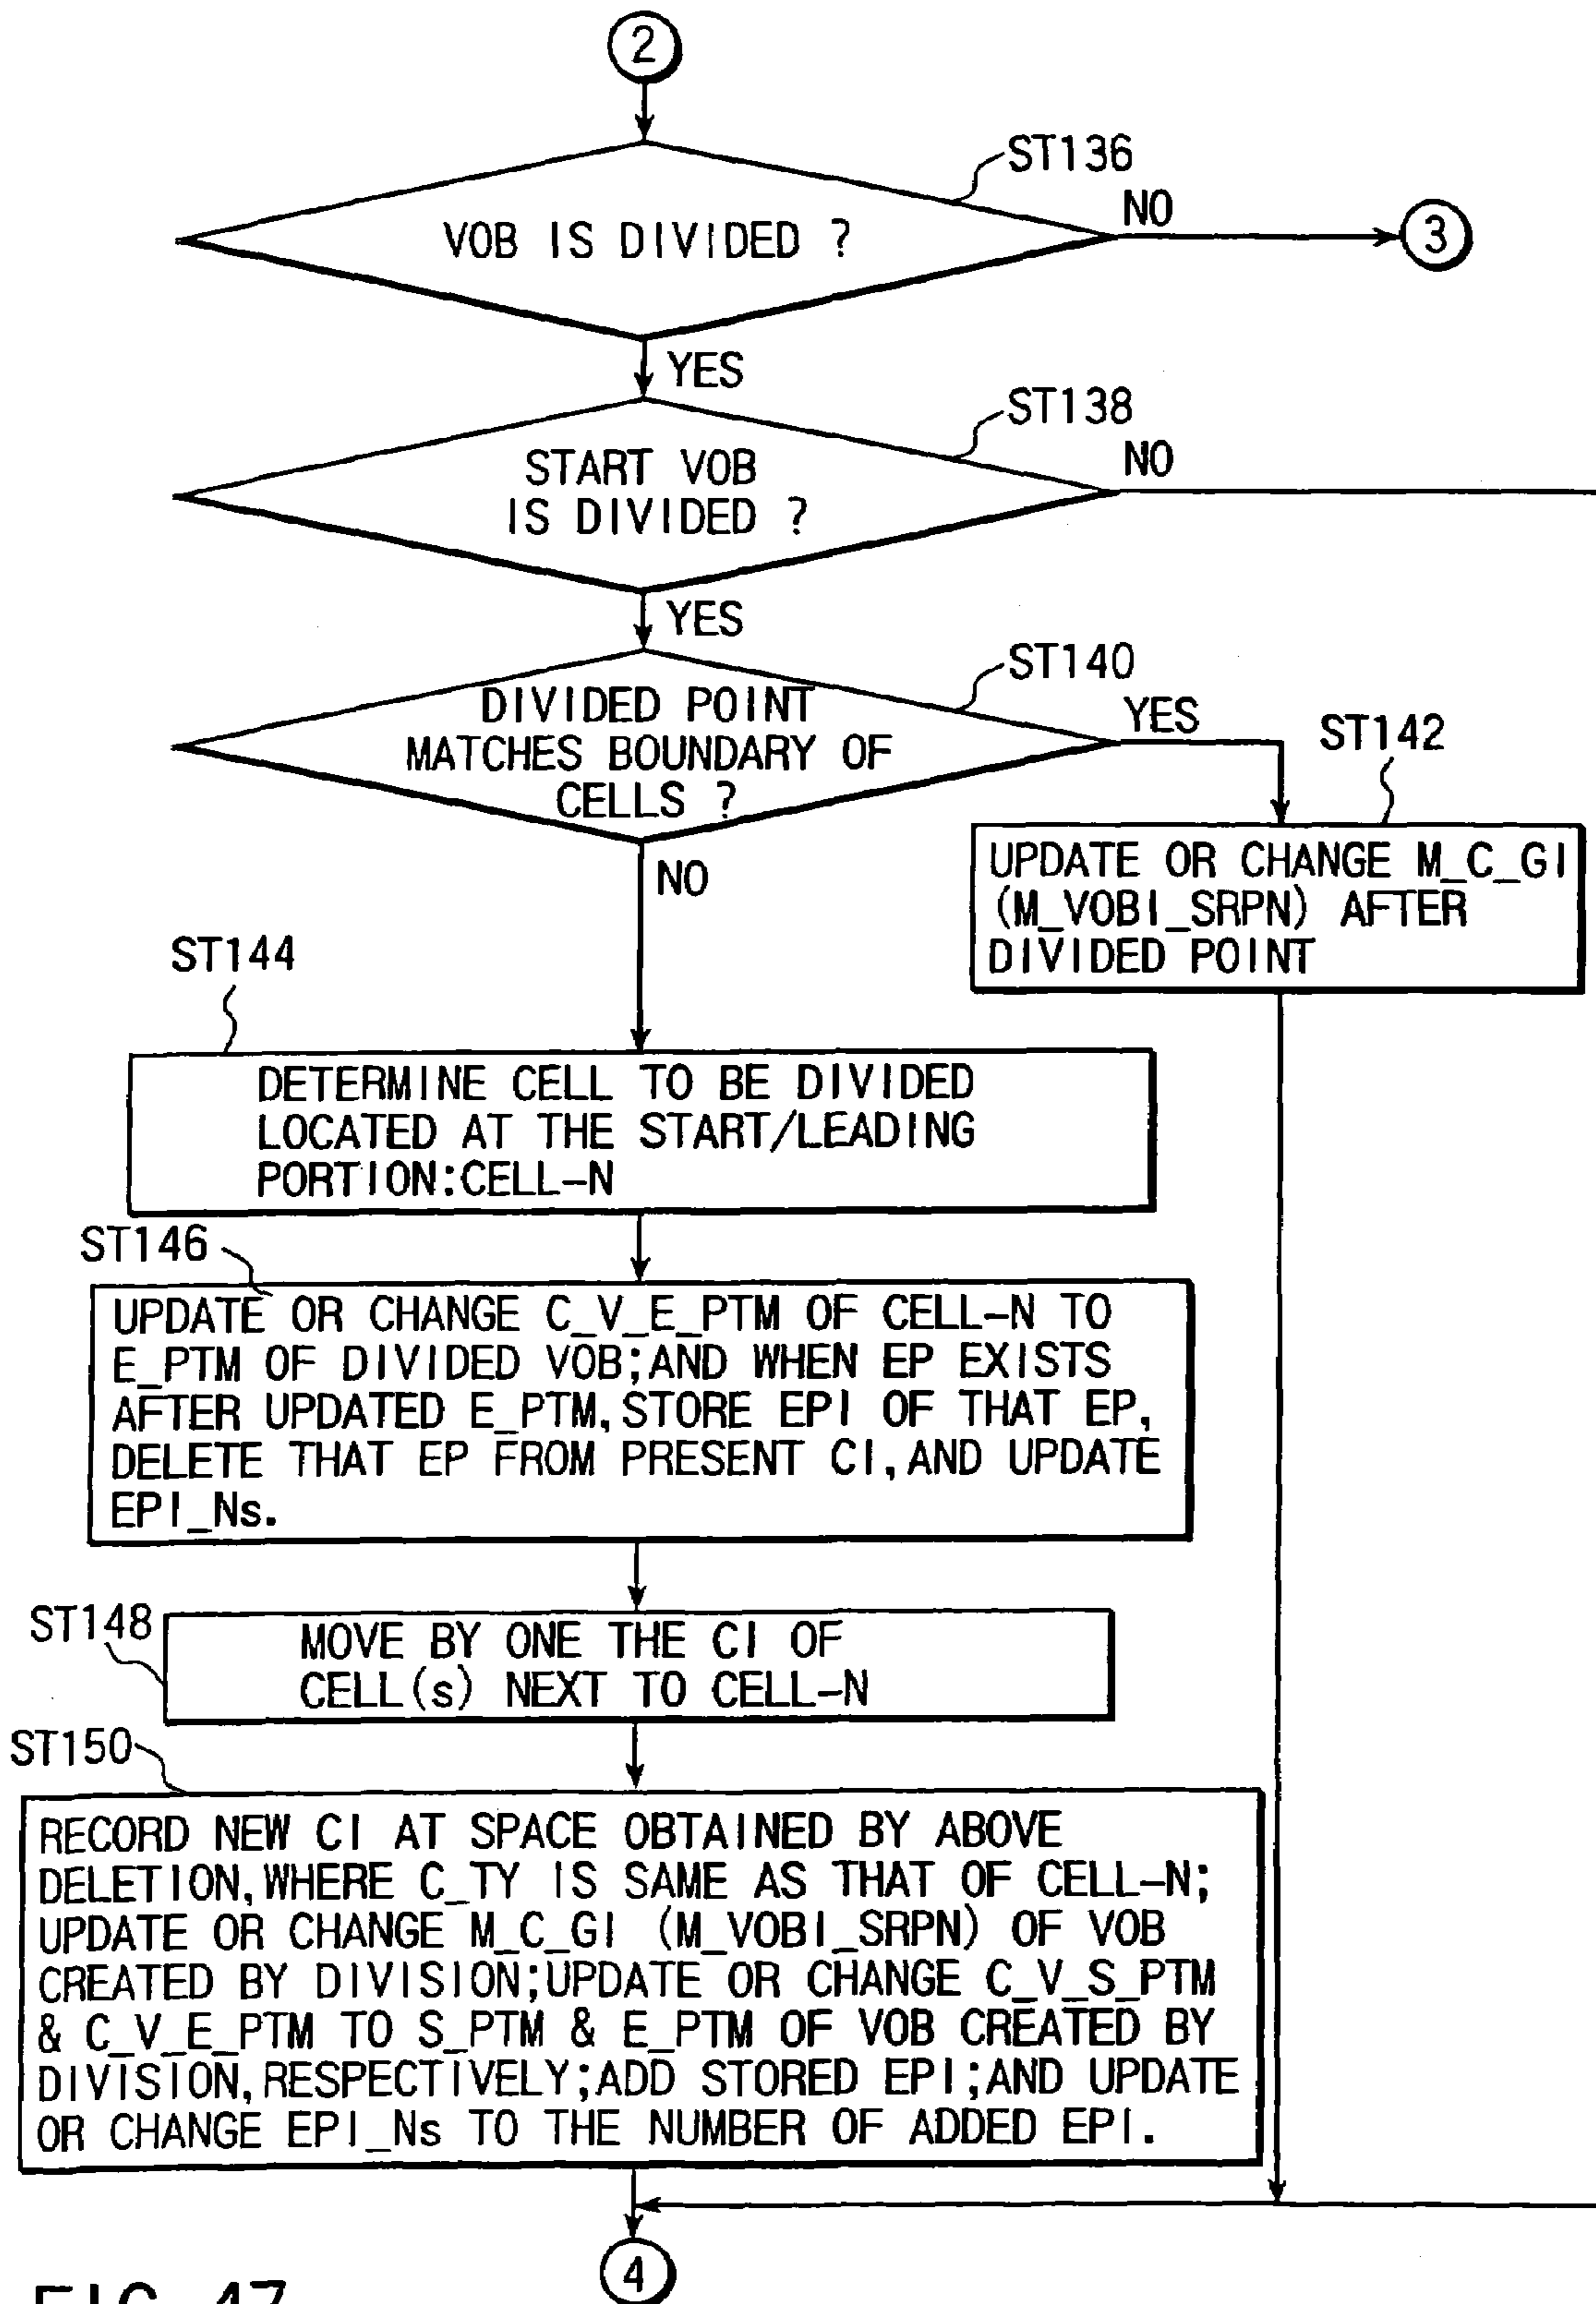 2
ST136
VOB IS DIVIDED ?
NO
3
YES
ST138
START VOB
IS DIVIDED ?
NO
YES
ST140
DIVIDED POINT
MATCHES BOUNDARY OF
CELLS ?
YES
ST142
UPDATE OR CHANGE M_C_GI
(M_VOBI_SRPN) AFTER
DIVIDED POINT
NO
ST144
DETERMINE CELL TO BE DIVIDED
LOCATED AT THE START/LEADING
PORTION:CELL-N
ST146
UPDATE OR CHANGE C_V_E_PTM OF CELL-N TO
E_PTM OF DIVIDED VOB;AND WHEN EP EXISTS
AFTER UPDATED E_PTM,STORE EPI OF THAT EP,
DELETE THAT EP FROM PRESENT CI,AND UPDATE
EPI_Ns.
ST148
MOVE BY ONE THE CI OF
CELL(s) NEXT TO CELL-N
ST150
RECORD NEW CI AT SPACE OBTAINED BY ABOVE
DELETION,WHERE C_TY IS SAME AS THAT OF CELL-N;
UPDATE OR CHANGE M_C_GI (M_VOBI_SRPN) OF VOB
CREATED BY DIVISION;UPDATE OR CHANGE C_V_S_PTM
& C_V_E_PTM TO S_PTM & E_PTM OF VOB CREATED BY
DIVISION,RESPECTIVELY;ADD STORED EPI;AND UPDATE
OR CHANGE EPI_Ns TO THE NUMBER OF ADDED EPI.
4
FIG. 47